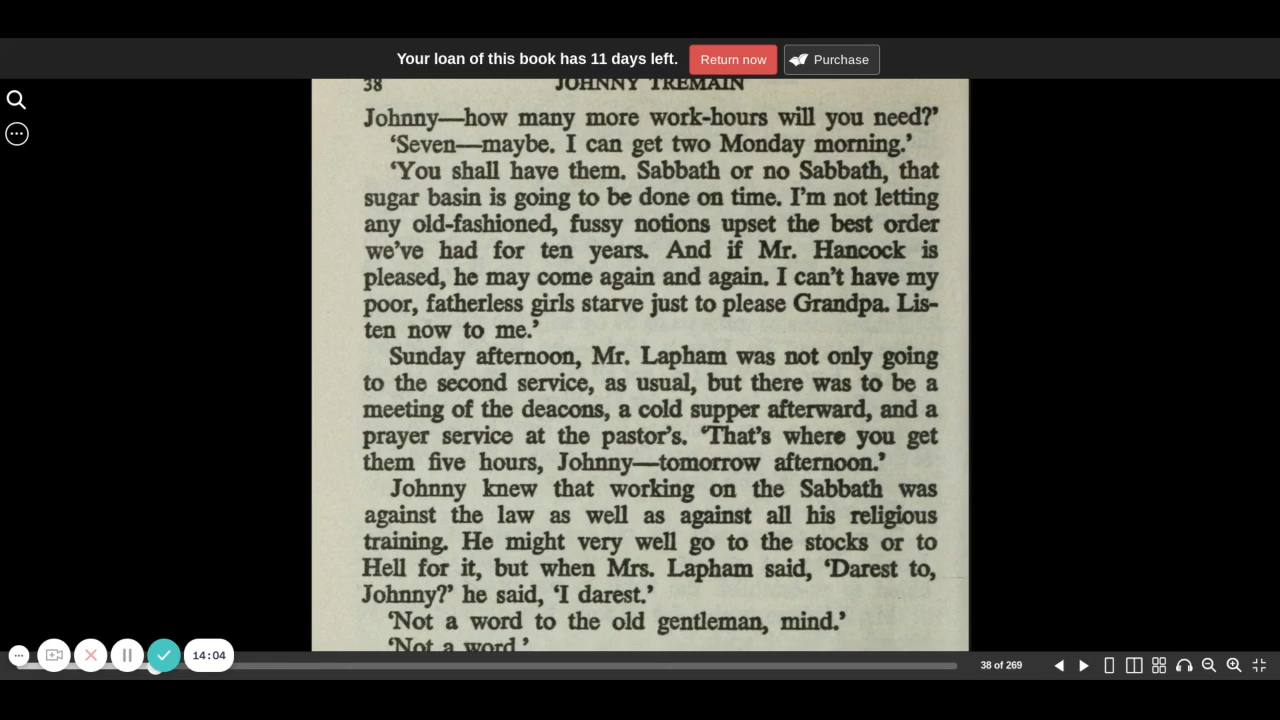 Your loan of this book has 11 days left. Return now Purchase
38 JOHNNY TREMAIN
Johnny—how many more work-hours will you need?’
‘Seven—maybe. I can get two Monday morning.’
‘You shall have them. Sabbath or no Sabbath, that
sugar basin is going to be done on time. I’m not letting
any old-fashioned, fussy notions upset the best order
we’ve had for ten years. And if Mr. Hancock is
pleased, he may come again and again. I can’t have my
poor, fatherless girls starve just to please Grandpa. Lis-
ten now to me.’
Sunday afternoon, Mr. Lapham was not only going
to the second service, as usual, but there was to be a
meeting of the deacons, a cold supper afterward, and a
prayer service at the pastor’s. ‘That’s where you get
them five hours, Johnny—tomorrow afternoon.’
Johnny knew that working on the Sabbath was
against the law as well as against all his religious
training. He might very well go to the stocks or to
Hell for it, but when Mrs. Lapham said, ‘Darest to,
Johnny?’ he said, ‘I darest.’
‘Not a word to the old gentleman, mind.’
‘Not a word.’
14:04
38 of 269